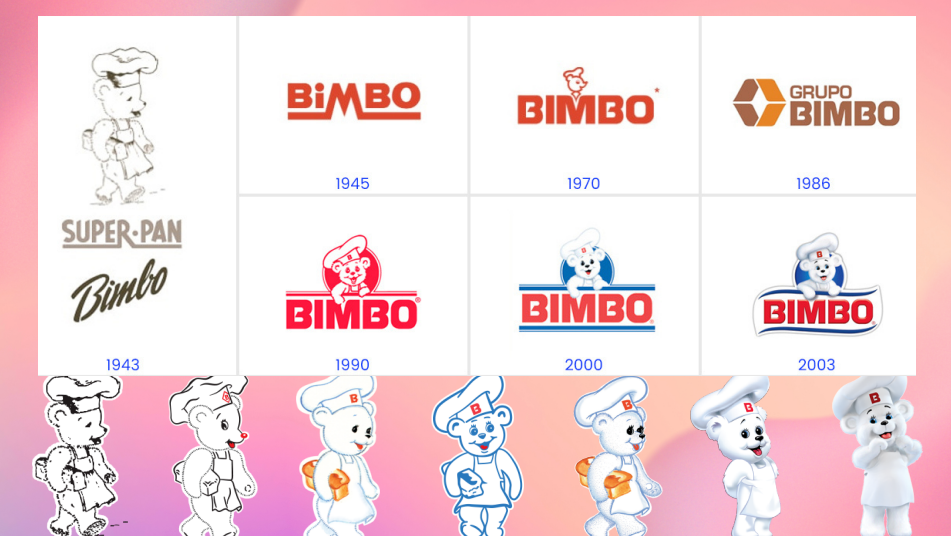 SUPER-PAN
Bimbo
1943
BiMBO
1945
BIMBO
1970
GRUPO
BIMBO
1986
B
BIMBO®
1990
B
BIMBO®
2000
B
BIMBO®
2003
B
B
B
B
B
B